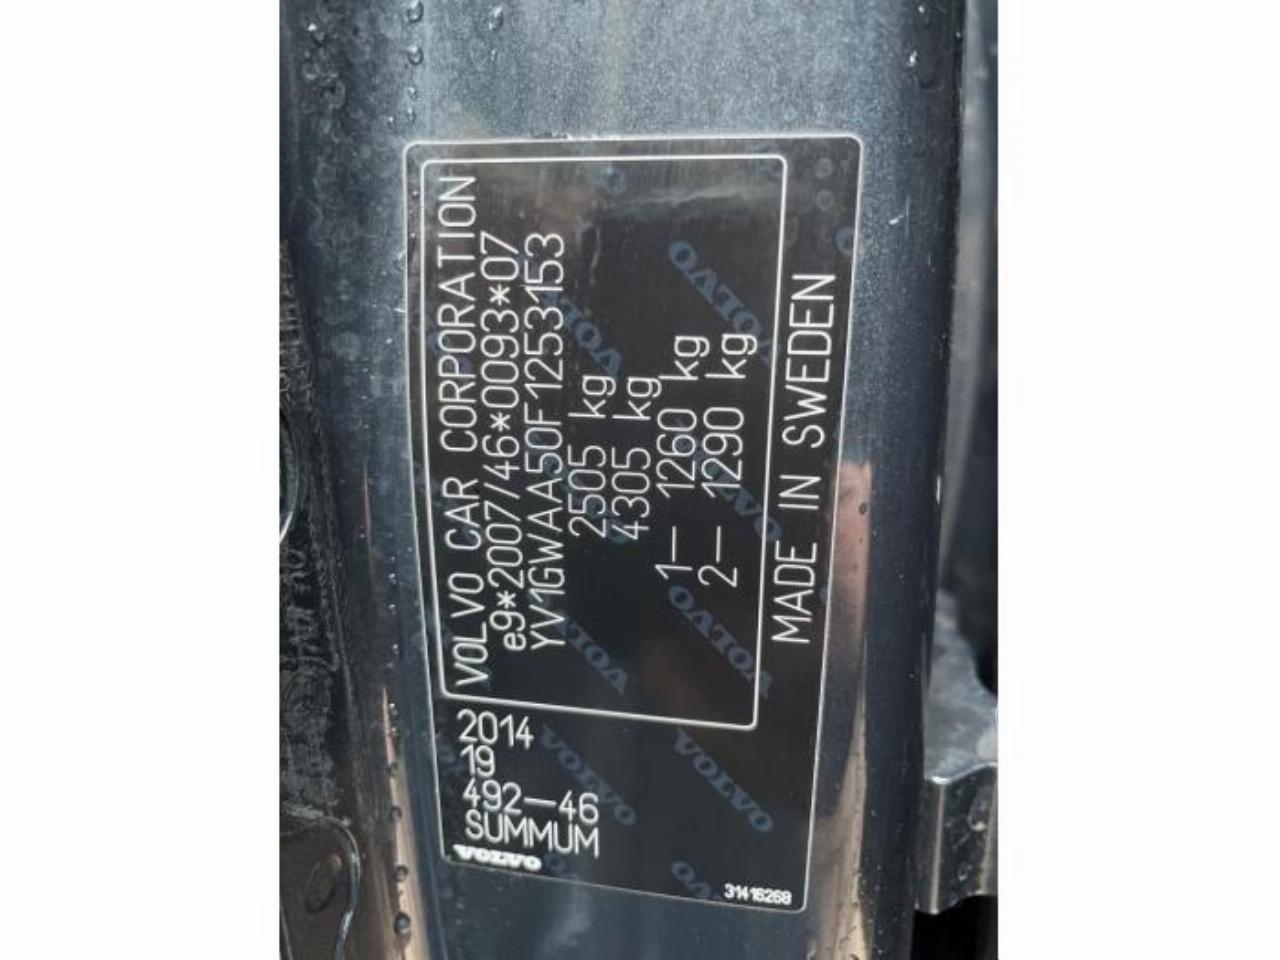 VOLVO CAR CORPORATION
e9*2007/46*0093*07
YV1GWAA50F1253153
2505 kg
4305 kg
1— 1260 kg
2— 1290 kg
MADE IN SWEDEN
2014
19
492—46
SUMMUM
VOLVO
31416268